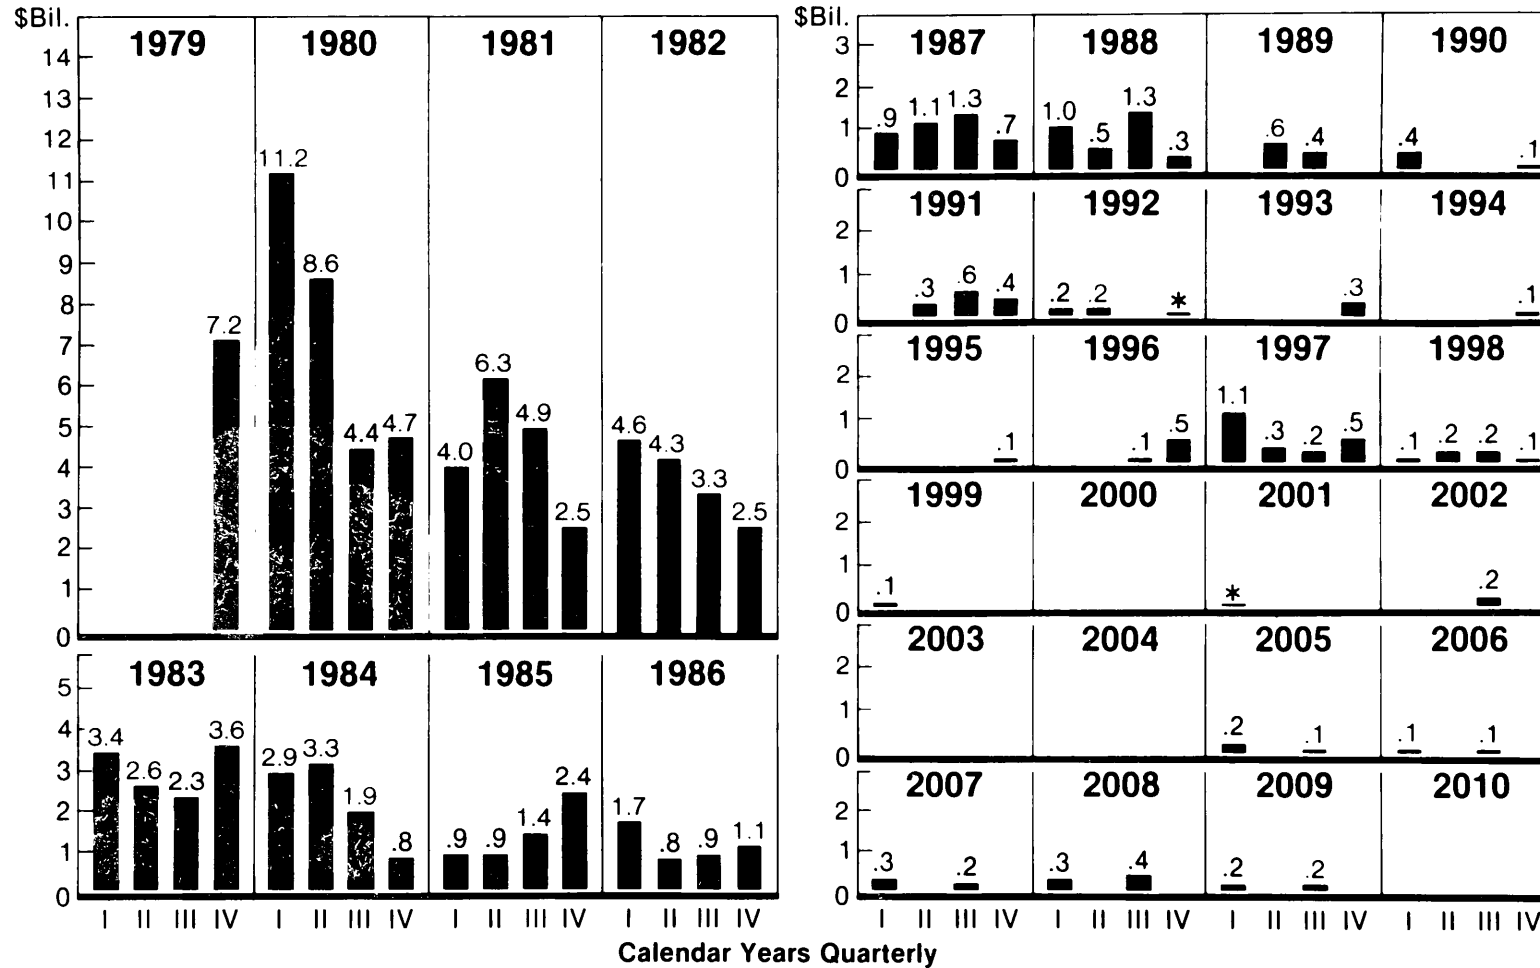 $Bil.
1979 1980 1981 1982
14
13
12
11
10
9
8
7
6
5
4
3
2
1
0
7.2
11.2 8.6 4.4 4.7
4.0 6.3 4.9 2.5
4.6 4.3 3.3 2.5
1983 1984 1985 1986
5
4
3
2
1
0
3.4 2.6 2.3 3.6
2.9 3.3 1.9 .8
.9 .9 1.4 2.4
1.7 .8 .9 1.1
I II III IV I II III IV I II III IV I II III IV
$Bil.
1987 1988 1989 1990
3
2
1
0
.9 1.1 1.3 .7
1.0 .5 1.3 .3
.6 .4
.4 .1
1991 1992 1993 1994
2
1
0
.3 .6 .4
.2 .2 *
.3
.1
1995 1996 1997 1998
2
1
0
.1
.1 .5
1.1 .3 .2 .5
.1 .2 .2 .1
1999 2000 2001 2002
2
1
0
.1
*
.2
2003 2004 2005 2006
2
1
0
.2 .1
.1 .1
2007 2008 2009 2010
2
1
0
.3 .2
.3 .4
.2 .2
I II III IV I II III IV I II III IV I II III IV
Calendar Years Quarterly